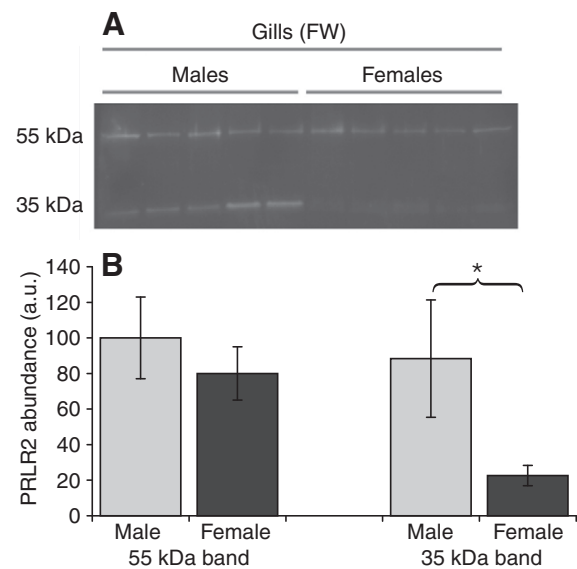 A
Gills (FW)
Males Females
55 kDa
35 kDa
B
PRLR2 abundance (a.u.)
140
120
100
80
60
40
20
0
*
Male Female Male Female
55 kDa band 35 kDa band